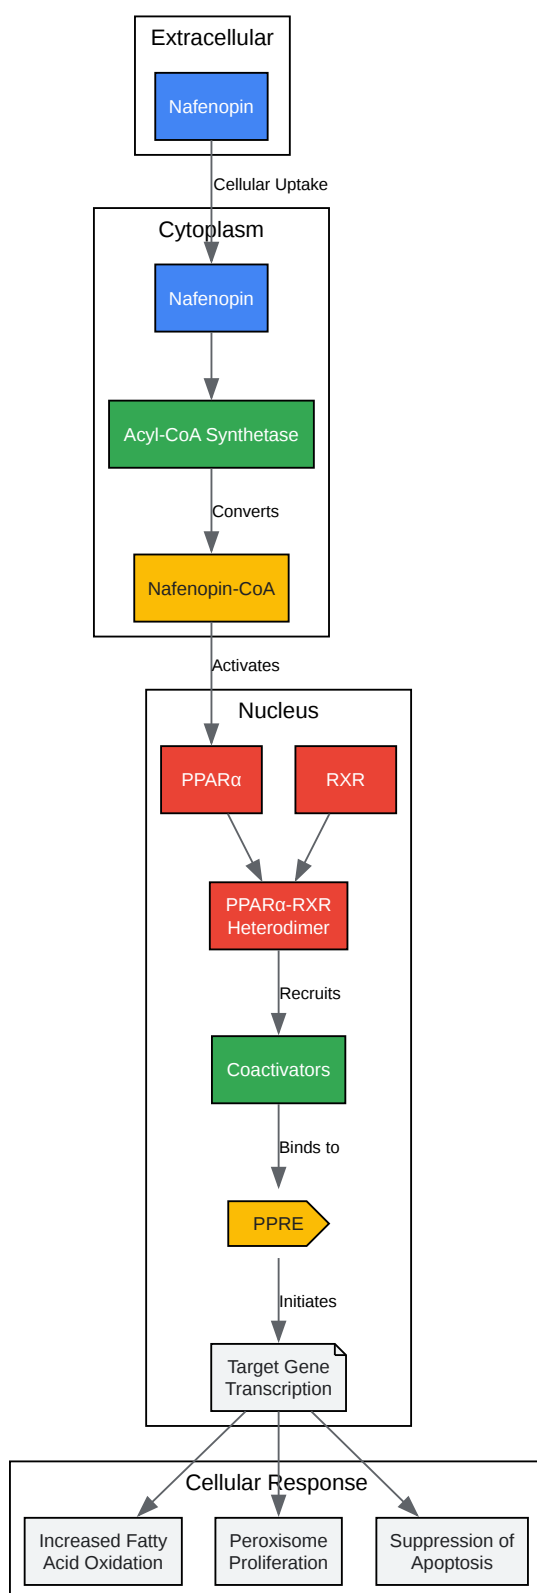 Extracellular
Nafenopin
Cellular Uptake
Cytoplasm
Nafenopin
Acyl-CoA Synthetase
Converts
Nafenopin-CoA
Activates
Nucleus
PPARα
RXR
PPARα-RXR
Heterodimer
Recruits
Coactivators
Binds to
PPRE
Initiates
Target Gene
Transcription
Cellular Response
Increased Fatty
Acid Oxidation
Peroxisome
Proliferation
Suppression of
Apoptosis